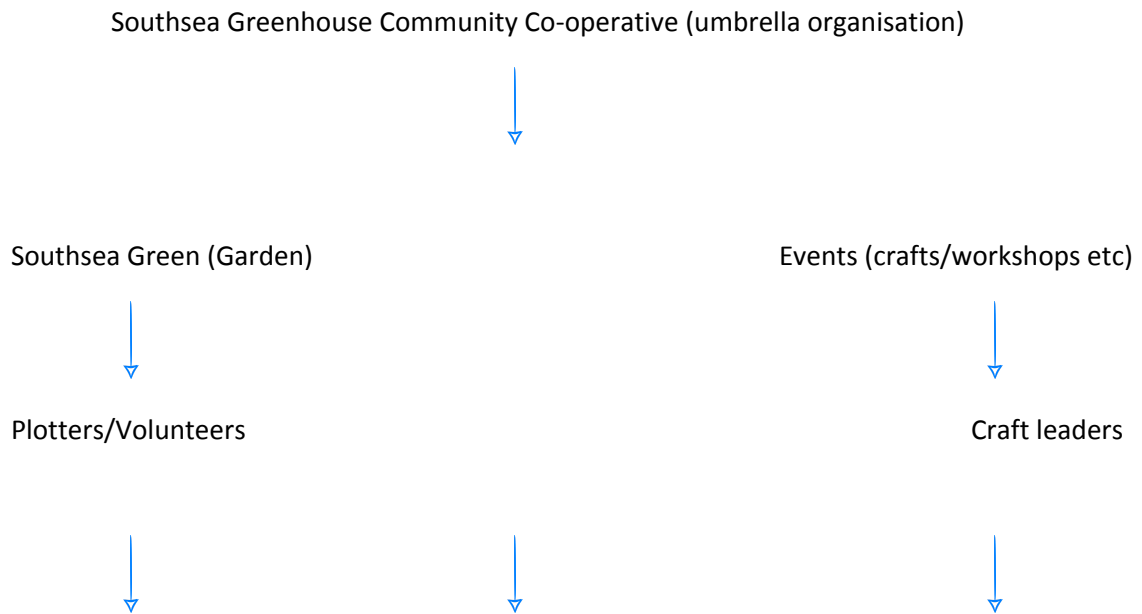 Southsea Greenhouse Community Co-operative (umbrella organisation)
Southsea Green (Garden)
Events (crafts/workshops etc)
Plotters/Volunteers
Craft leaders